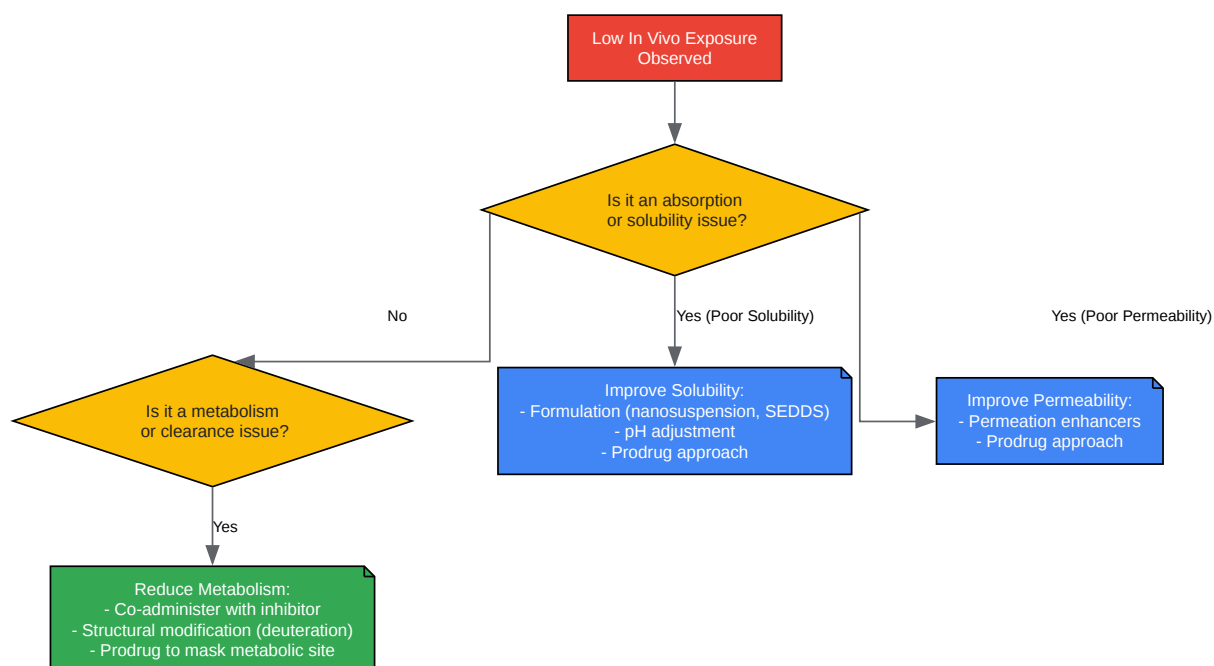 Low In Vivo Exposure
Observed
Is it an absorption
or solubility issue?
No
Yes (Poor Solubility)
Yes (Poor Permeability)
Is it a metabolism
or clearance issue?
Improve Solubility:
- Formulation (nanosuspension, SEDDS)
- pH adjustment
- Prodrug approach
Improve Permeability:
- Permeation enhancers
- Prodrug approach
Yes
Reduce Metabolism:
- Co-administer with inhibitor
- Structural modification (deuteration)
- Prodrug to mask metabolic site